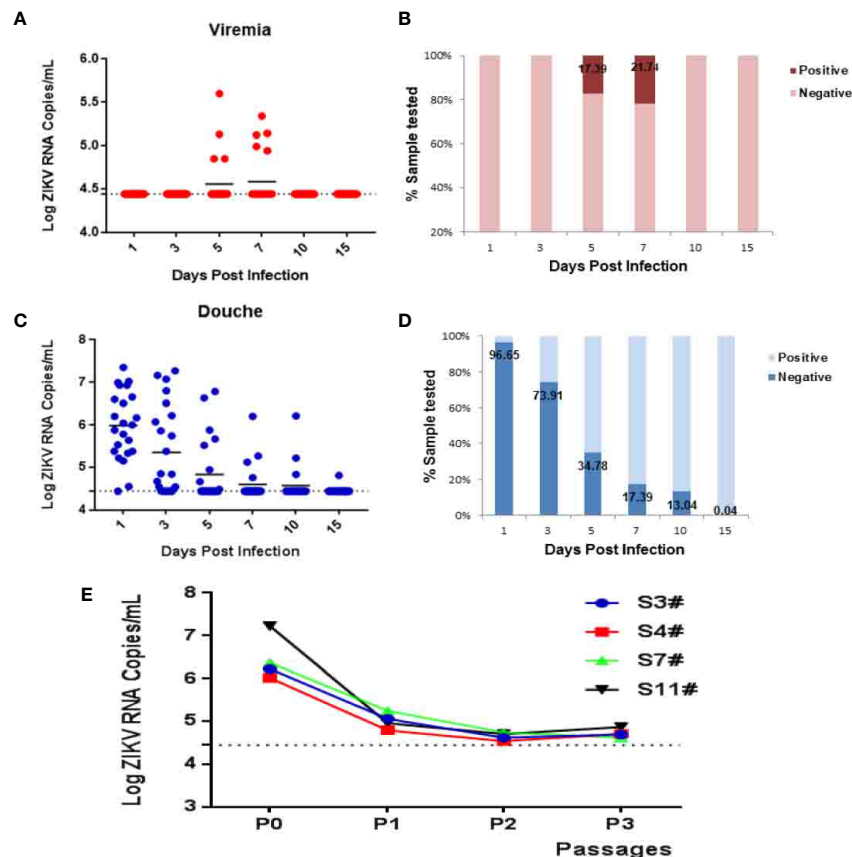 A
Viremia
Log ZIKV RNA Copies/mL
6.0
5.5
5.0
4.5
4.0
1
3
5
7
10
15
Days Post Infection
B
% Sample tested
100%
80%
60%
40%
20%
17.39
21.74
1
3
5
7
10
15
Days Post Infection
Positive
Negative
C
Douche
Log ZIKV RNA Copies/mL
8
7
6
5
4
1
3
5
7
10
15
Days Post Infection
D
% Sample tested
100%
80%
60%
40%
20%
0%
96.65
73.91
34.78
17.39
13.04
0.04
1
3
5
7
10
15
Days Post Infection
Positive
Negative
E
Log ZIKV RNA Copies/mL
8
7
6
5
4
3
P0
P1
P2
P3
Passages
S3#
S4#
S7#
S11#